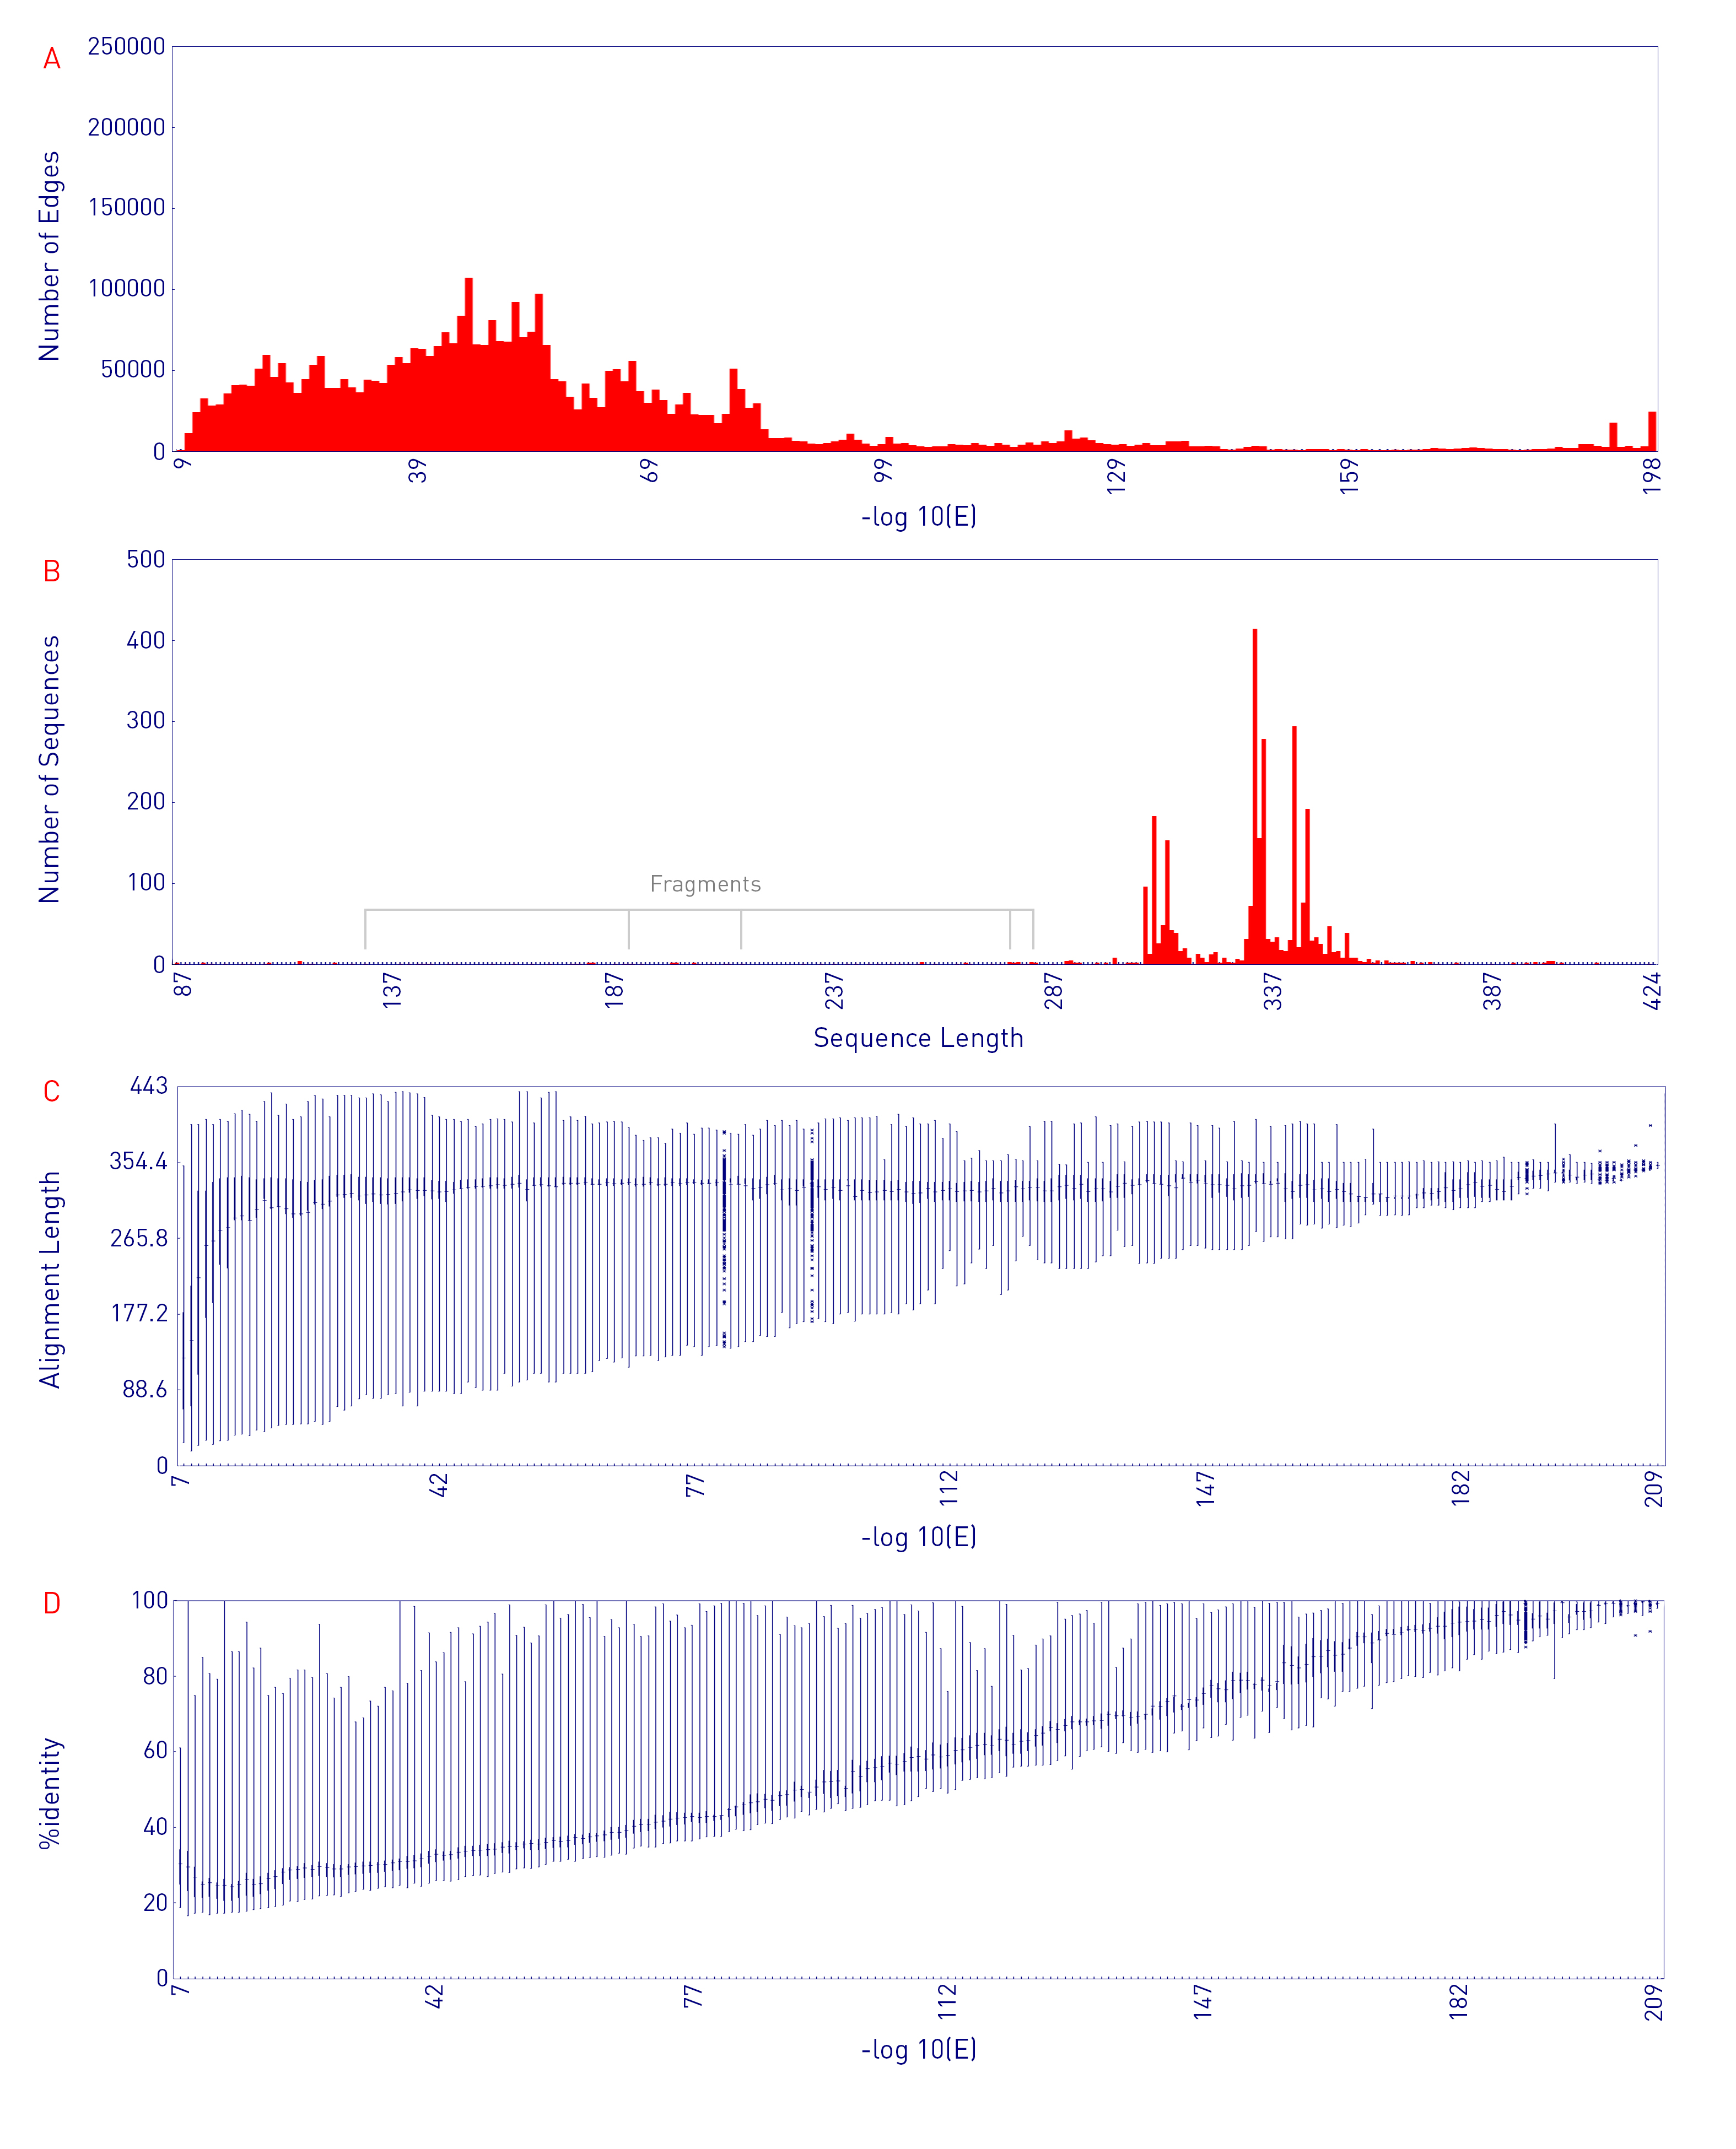 A
250000
200000
150000
100000
50000
0
Number of Edges
9 39 69 99 129 159 198
-log 10(E)
B
500
400
300
200
100
0
Number of Sequences
Fragments
87 137 187 237 287 337 387 424
Sequence Length
C
443
354.4
265.8
177.2
88.6
0
Alignment Length
7 42 77 112 147 182 209
-log 10(E)
D
100
80
60
40
20
0
%identity
7 42 77 112 147 182 209
-log 10(E)